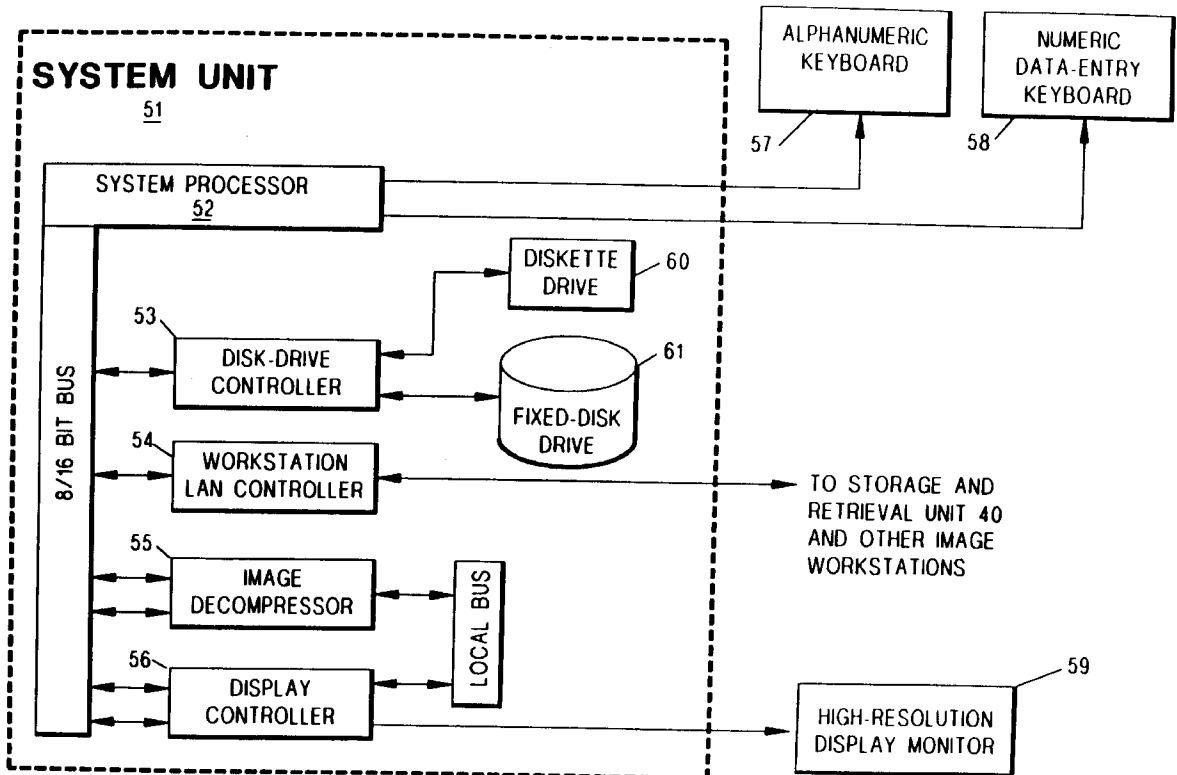 SYSTEM UNIT
51
ALPHANUMERIC
KEYBOARD
57
NUMERIC
DATA-ENTRY
KEYBOARD
58
SYSTEM PROCESSOR
52
8/16 BIT BUS
DISKETTE
DRIVE
60
53
DISK-DRIVE
CONTROLLER
61
FIXED-DISK
DRIVE
54
WORKSTATION
LAN CONTROLLER
TO STORAGE AND
RETRIEVAL UNIT 40
AND OTHER IMAGE
WORKSTATIONS
55
IMAGE
DECOMPRESSOR
LOCAL BUS
56
DISPLAY
CONTROLLER
59
HIGH-RESOLUTION
DISPLAY MONITOR